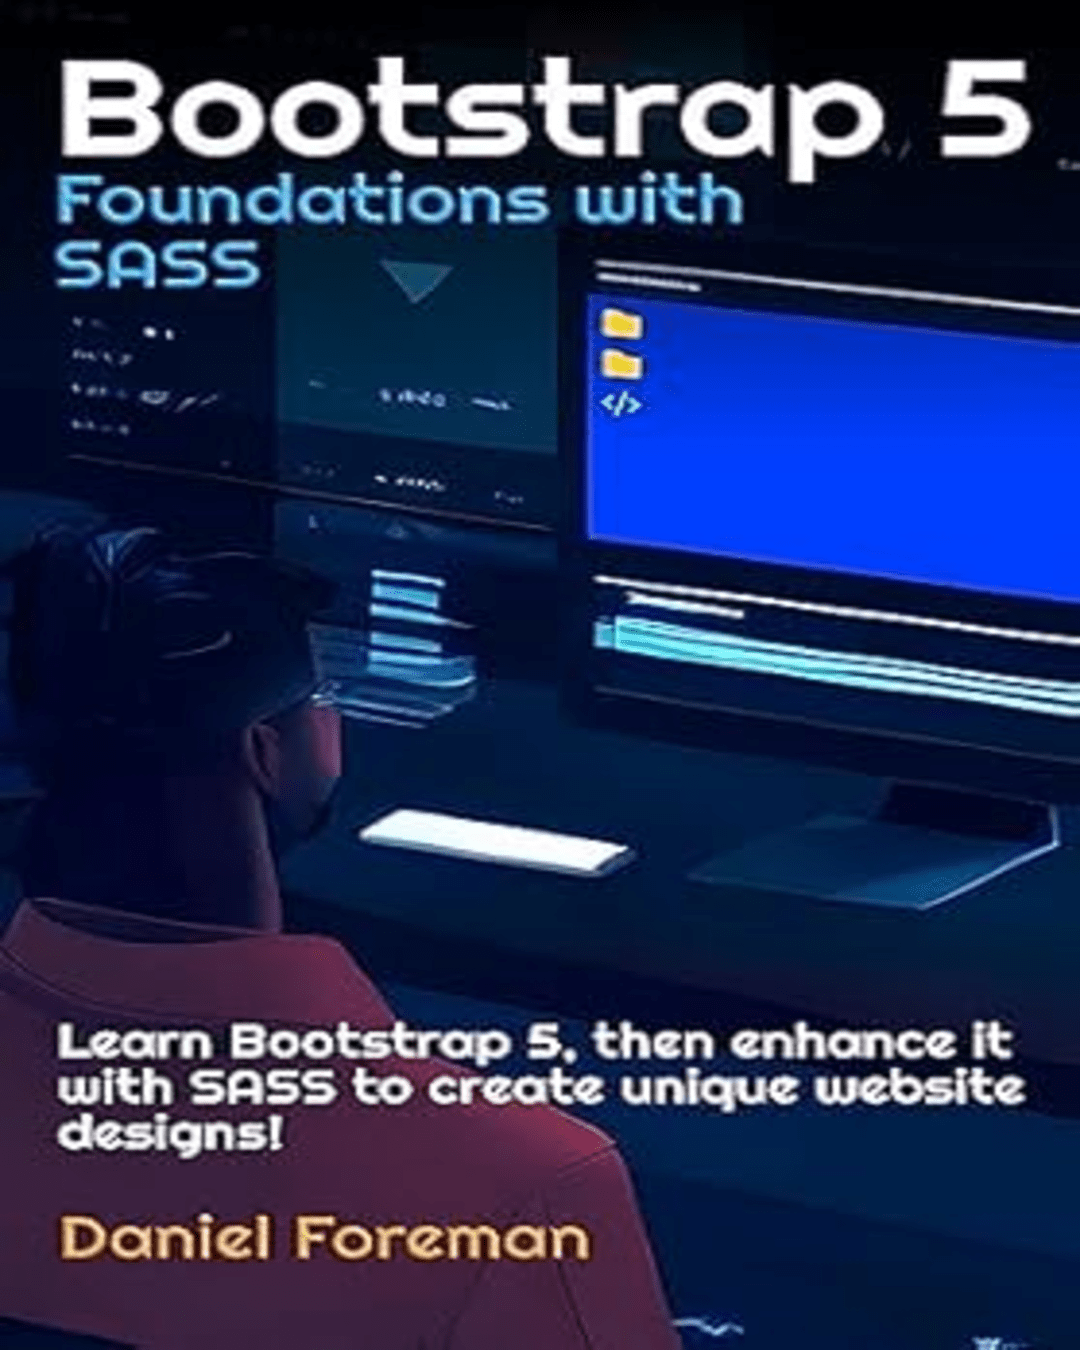 Bootstrap 5
Foundations with
SASS
</>
Learn Bootstrap 5, then enhance it
with SASS to create unique website
designs!
Daniel Foreman